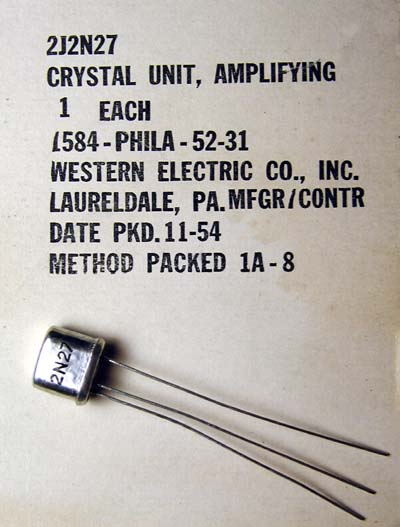 2J2N27
CRYSTAL UNIT, AMPLIFYING
1 EACH
1584-PHILA-52-31
WESTERN ELECTRIC CO., INC.
LAURELDALE, PA. MFGR/CONTR
DATE PKD. 11-54
METHOD PACKED 1A-8
2N27